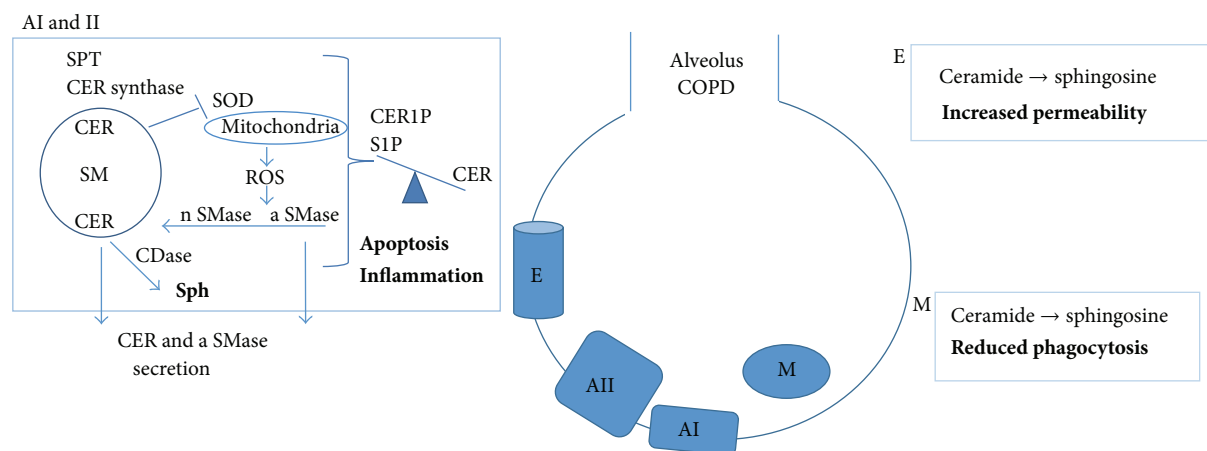 AI and II
SPT
CER synthase
SOD
CER
Mitochondria
SM
ROS
CER
n SMase a SMase
CDase
Sph
CER1P
S1P
CER
Apoptosis
Inflammation
CER and a SMase
secretion
Alveolus
COPD
E
AII
AI
M
E
Ceramide → sphingosine
Increased permeability
M
Ceramide → sphingosine
Reduced phagocytosis